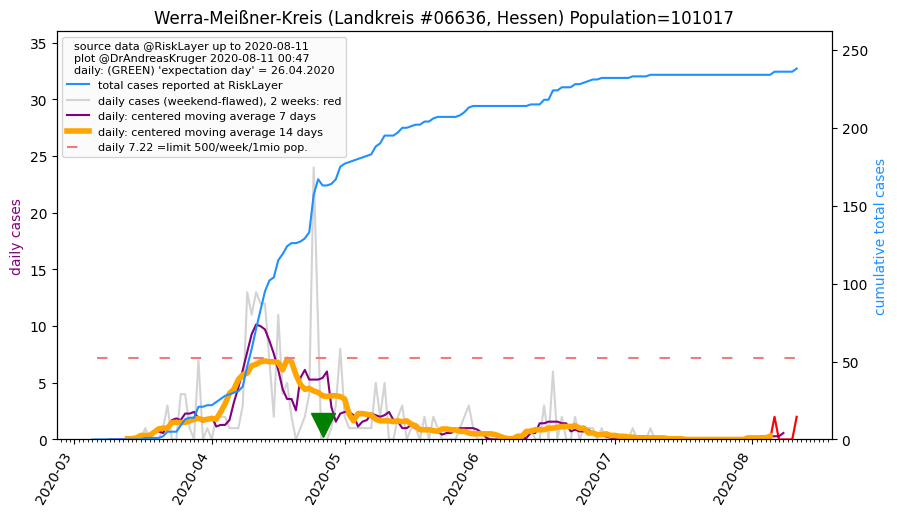 Werra-Meißner-Kreis (Landkreis #06636, Hessen) Population=101017
source data @RiskLayer up to 2020-08-11
plot @DrAndreasKruger 2020-08-11 00:47
daily: (GREEN) 'expectation day' = 26.04.2020
total cases reported at RiskLayer
daily cases (weekend-flawed), 2 weeks: red
daily: centered moving average 7 days
daily: centered moving average 14 days
daily 7.22 =limit 500/week/1mio pop.
daily cases
35
30
25
20
15
10
5
0
cumulative total cases
250
200
150
100
50
0
2020-03
2020-04
2020-05
2020-06
2020-07
2020-08